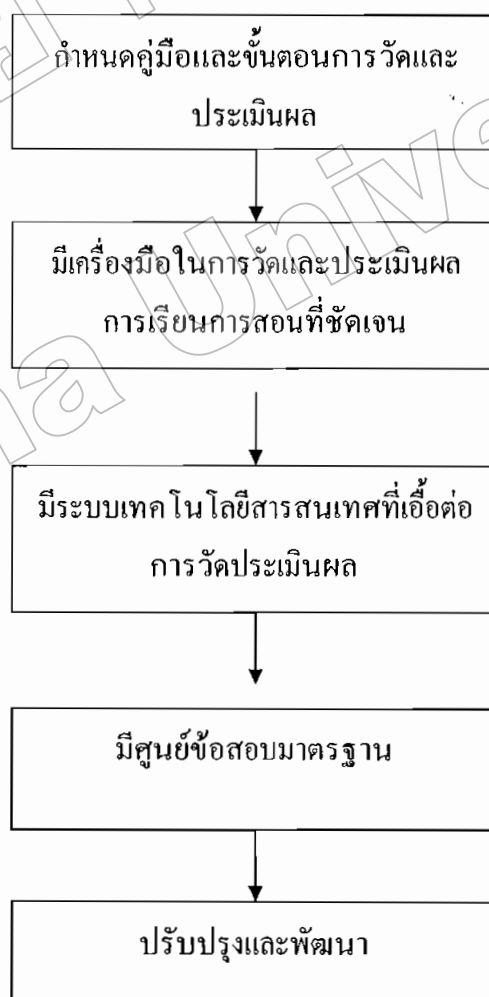 กำหนดคู่มือและขั้นตอนการวัดและ
ประเมินผล
มีเครื่องมือในการวัดและประเมินผล
การเรียนการสอนที่ชัดเจน
มีระบบเทคโนโลยีสารสนเทศที่เอื้อต่อ
การวัดประเมินผล
มีศูนย์ข้อสอบมาตรฐาน
ปรับปรุงและพัฒนา